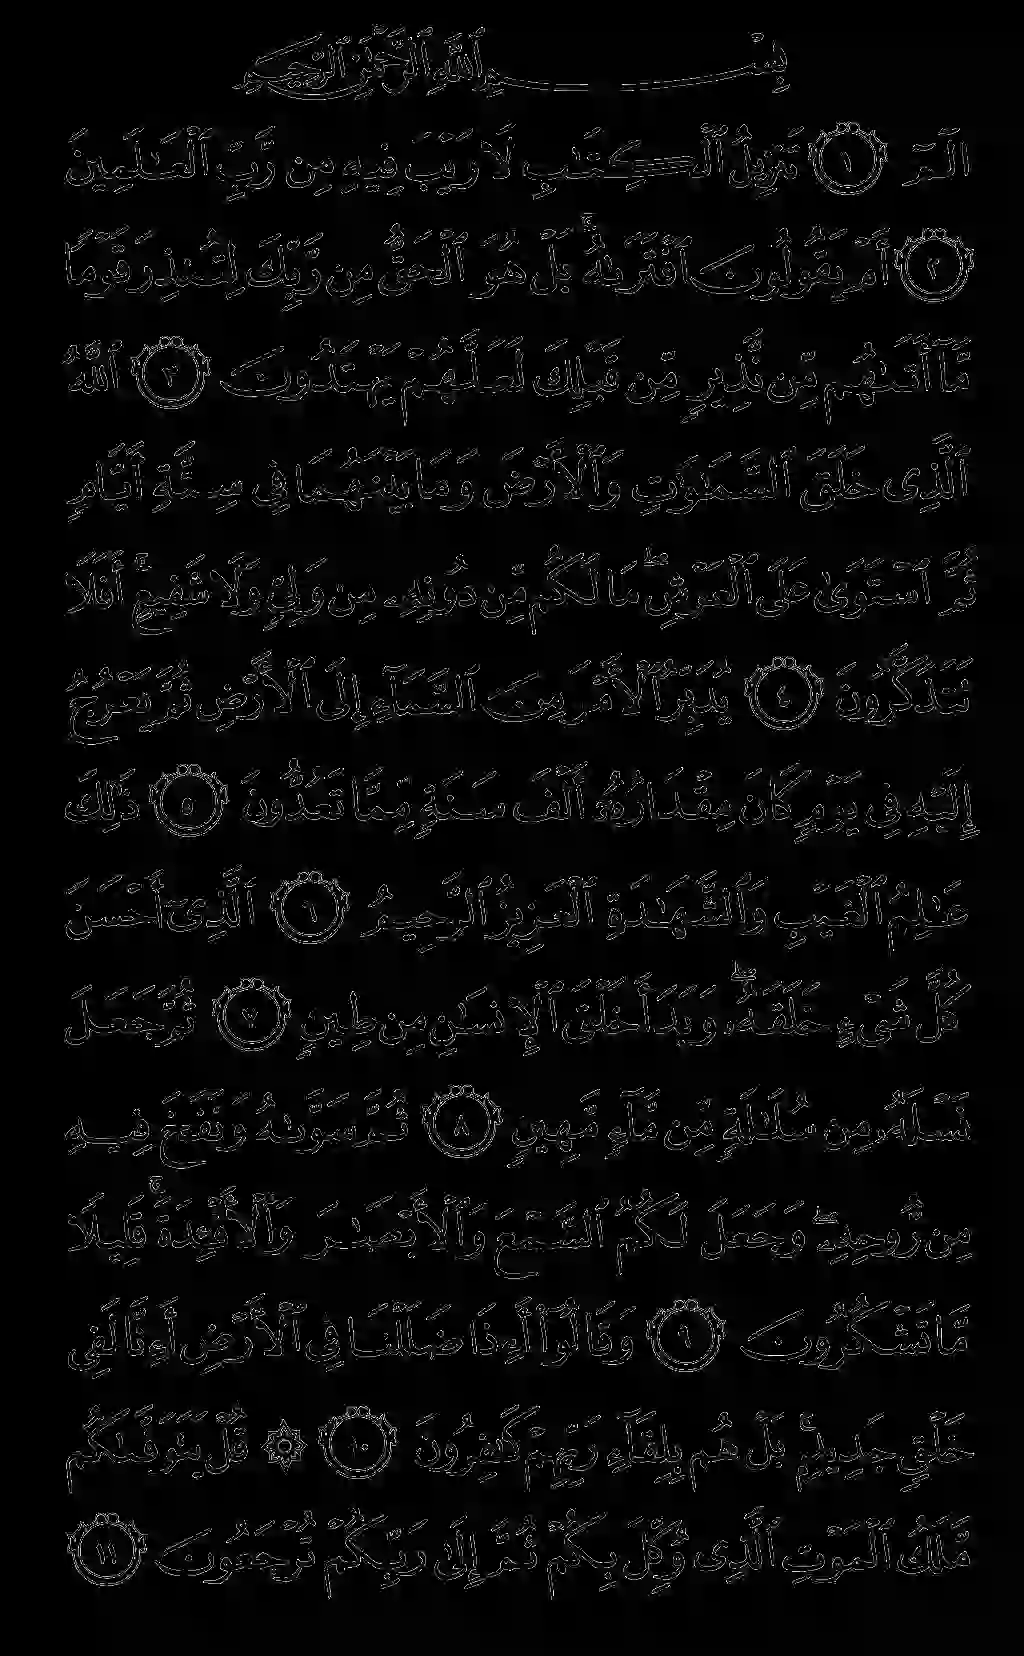 بِسْمِ ٱللَّهِ ٱلرَّحْمَٰنِ ٱلرَّحِيمِ
الٓمٓ ١ تَنزِيلُ ٱلْكِتَٰبِ لَا رَيْبَ فِيهِ مِن رَّبِّ ٱلْعَٰلَمِينَ
٢ أَمْ يَقُولُونَ ٱفْتَرَىٰهُ ۚ بَلْ هُوَ ٱلْحَقُّ مِن رَّبِّكَ لِتُنذِرَ قَوْمًا
مَّآ أَتَىٰهُم مِّن نَّذِيرٍ مِّن قَبْلِكَ لَعَلَّهُمْ يَهْتَدُونَ ٣ ٱللَّهُ
ٱلَّذِى خَلَقَ ٱلسَّمَٰوَٰتِ وَٱلْأَرْضَ وَمَا بَيْنَهُمَا فِى سِتَّةِ أَيَّامٍ
ثُمَّ ٱسْتَوَىٰ عَلَى ٱلْعَرْشِ ۖ مَا لَكُم مِّن دُونِهِۦ مِن وَلِىٍّ وَلَا شَفِيعٍ ۚ أَفَلَا
تَتَذَكَّرُونَ ٤ يُدَبِّرُ ٱلْأَمْرَ مِنَ ٱلسَّمَآءِ إِلَى ٱلْأَرْضِ ثُمَّ يَعْرُجُ
إِلَيْهِ فِى يَوْمٍ كَانَ مِقْدَارُهُۥٓ أَلْفَ سَنَةٍ مِّمَّا تَعُدُّونَ ٥ ذَٰلِكَ
عَٰلِمُ ٱلْغَيْبِ وَٱلشَّهَٰدَةِ ٱلْعَزِيزُ ٱلرَّحِيمُ ٦ ٱلَّذِىٓ أَحْسَنَ
كُلَّ شَىْءٍ خَلَقَهُۥ ۖ وَبَدَأَ خَلْقَ ٱلْإِنسَٰنِ مِن طِينٍ ٧ ثُمَّ جَعَلَ
نَسْلَهُۥ مِن سُلَٰلَةٍ مِّن مَّآءٍ مَّهِينٍ ٨ ثُمَّ سَوَّىٰهُ وَنَفَخَ فِيهِ
مِن رُّوحِهِۦ ۖ وَجَعَلَ لَكُمُ ٱلسَّمْعَ وَٱلْأَبْصَٰرَ وَٱلْأَفْـِٔدَةَ ۚ قَلِيلًا
مَّا تَشْكُرُونَ ٩ وَقَالُوٓا۟ أَءِذَا ضَلَلْنَا فِى ٱلْأَرْضِ أَءِنَّا لَفِى
خَلْقٍ جَدِيدٍۭ ۚ بَلْ هُم بِلِقَآءِ رَبِّهِمْ كَٰفِرُونَ ١٠ ۞ قُلْ يَتَوَفَّىٰكُم
مَّلَكُ ٱلْمَوْتِ ٱلَّذِى وُكِّلَ بِكُمْ ثُمَّ إِلَىٰ رَبِّكُمْ تُرْجَعُونَ ١١